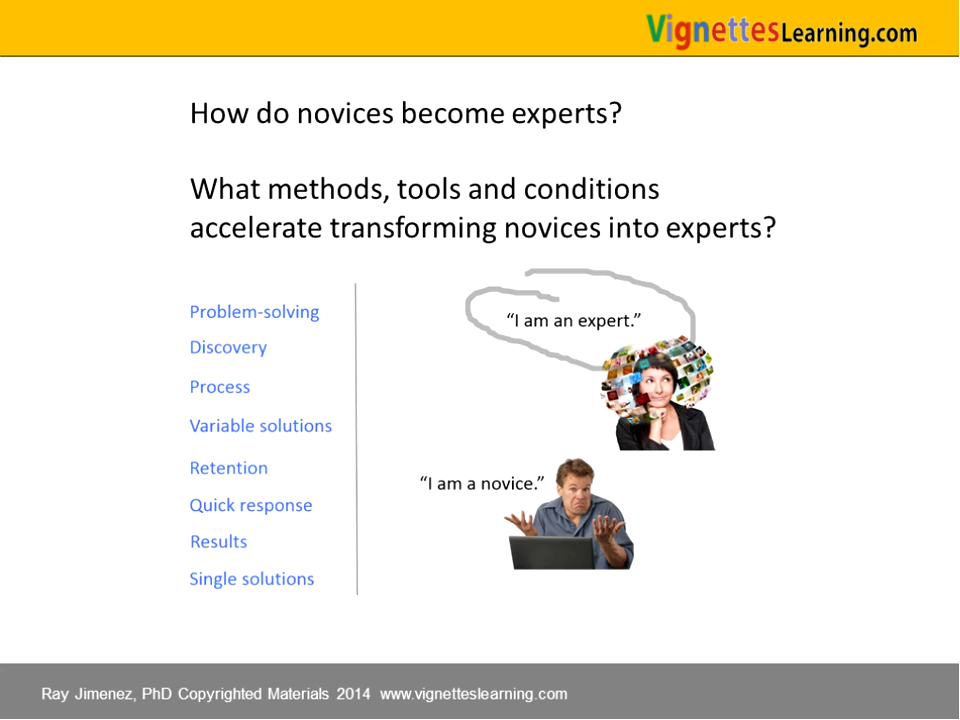 VignettesLearning.com
How do novices become experts?
What methods, tools and conditions
accelerate transforming novices into experts?
Problem-solving
Discovery
Process
Variable solutions
Retention
Quick response
Results
Single solutions
“I am an expert.”
“I am a novice.”
Ray Jimenez, PhD Copyrighted Materials 2014 www.vignetteslearning.com